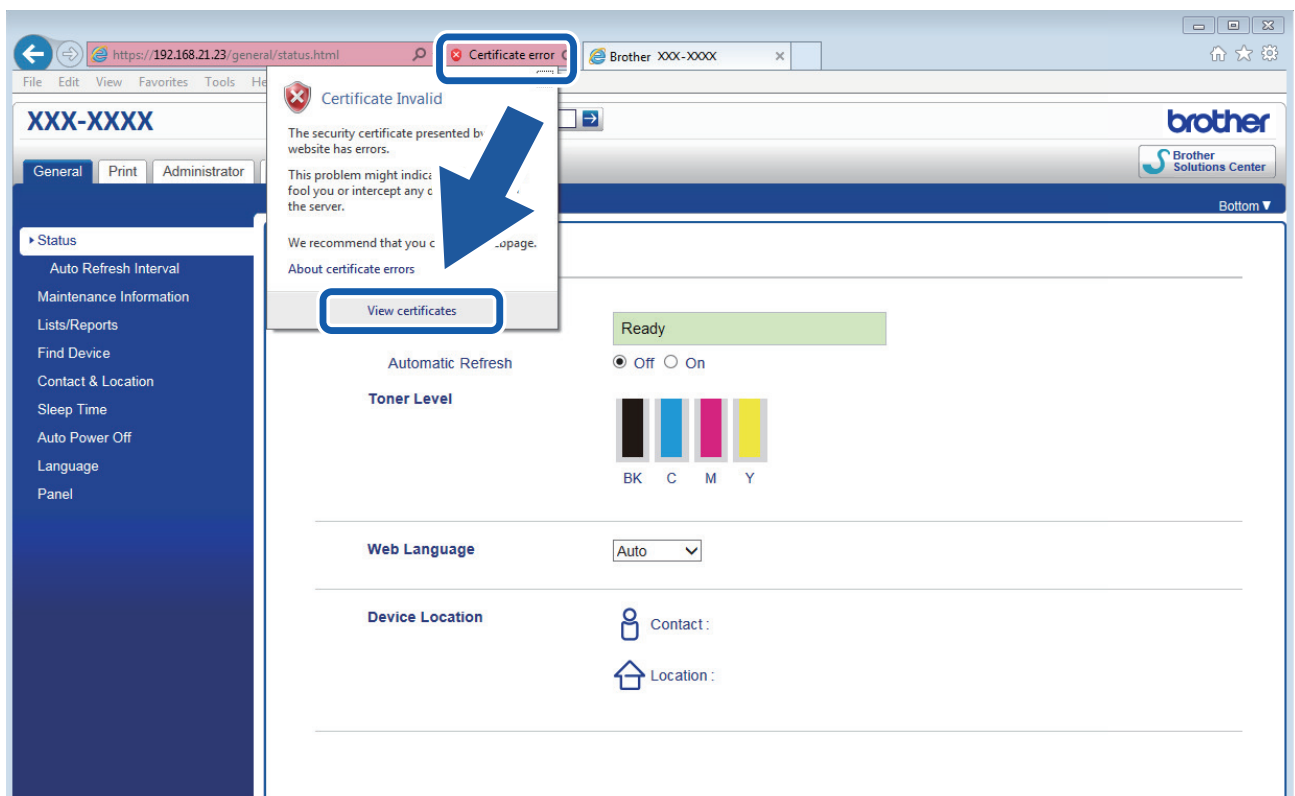 https://192.168.21.23/general/status.html
Certificate error
Brother XXX-XXXX
File Edit View Favorites Tools He
Certificate Invalid
The security certificate presented by
website has errors.
This problem might indica
fool you or intercept any
the server.
We recommend that you webpage.
About certificate errors
View certificates
XXX-XXXX
brother
Brother
Solutions Center
General Print Administrator
Bottom▼
Status
Auto Refresh Interval
Maintenance Information
Lists/Reports
Find Device
Contact & Location
Sleep Time
Auto Power Off
Language
Panel
Ready
Automatic Refresh Off On
Toner Level
BK C M Y
Web Language Auto
Device Location Contact :
Location :